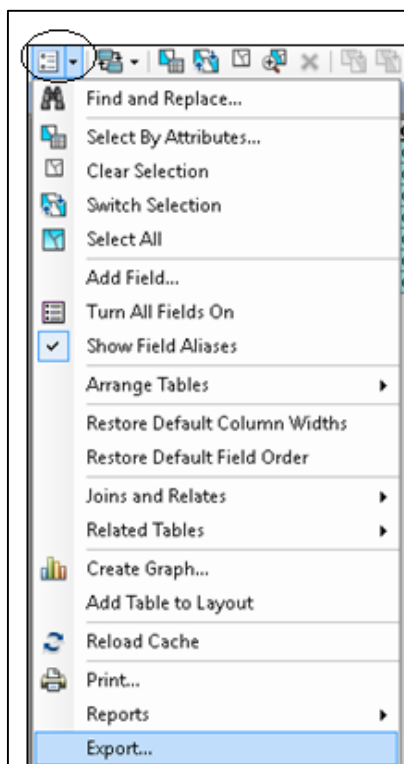 Find and Replace...
Select By Attributes...
Clear Selection
Switch Selection
Select All
Add Field...
Turn All Fields On
Show Field Aliases
Arrange Tables
Restore Default Column Widths
Restore Default Field Order
Joins and Relates
Related Tables
Create Graph...
Add Table to Layout
Reload Cache
Print...
Reports
Export...